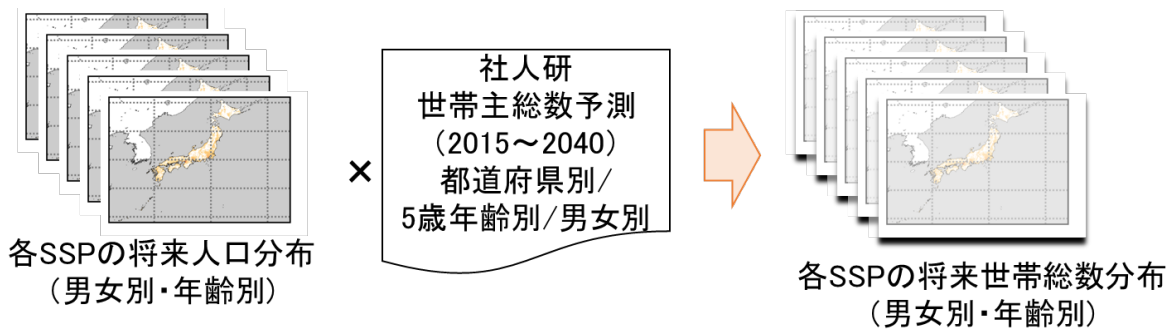 各SSPの将来人口分布
(男女別・年齢別)
×
社人研
世帯主総数予測
(2015～2040)
都道府県別/
5歳年齢別/男女別
各SSPの将来世帯総数分布
(男女別・年齢別)